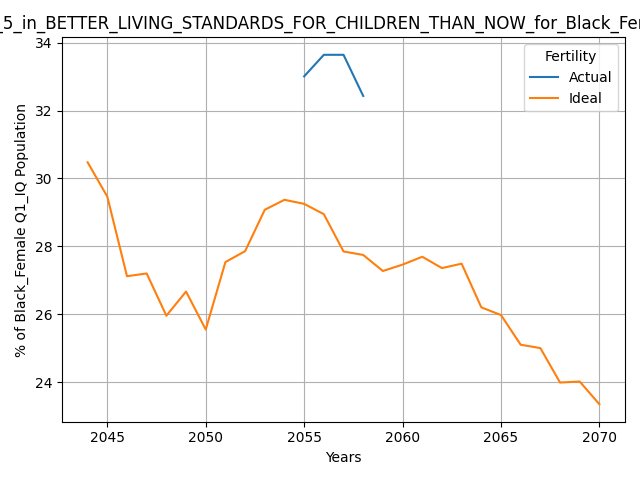 _5_in_BETTER_LIVING_STANDARDS_FOR_CHILDREN_THAN_NOW_for_Black_Fe
34
32
30
28
26
24
% of Black_Female Q1_IQ Population
Fertility
Actual
Ideal
2045 2050 2055 2060 2065 2070
Years